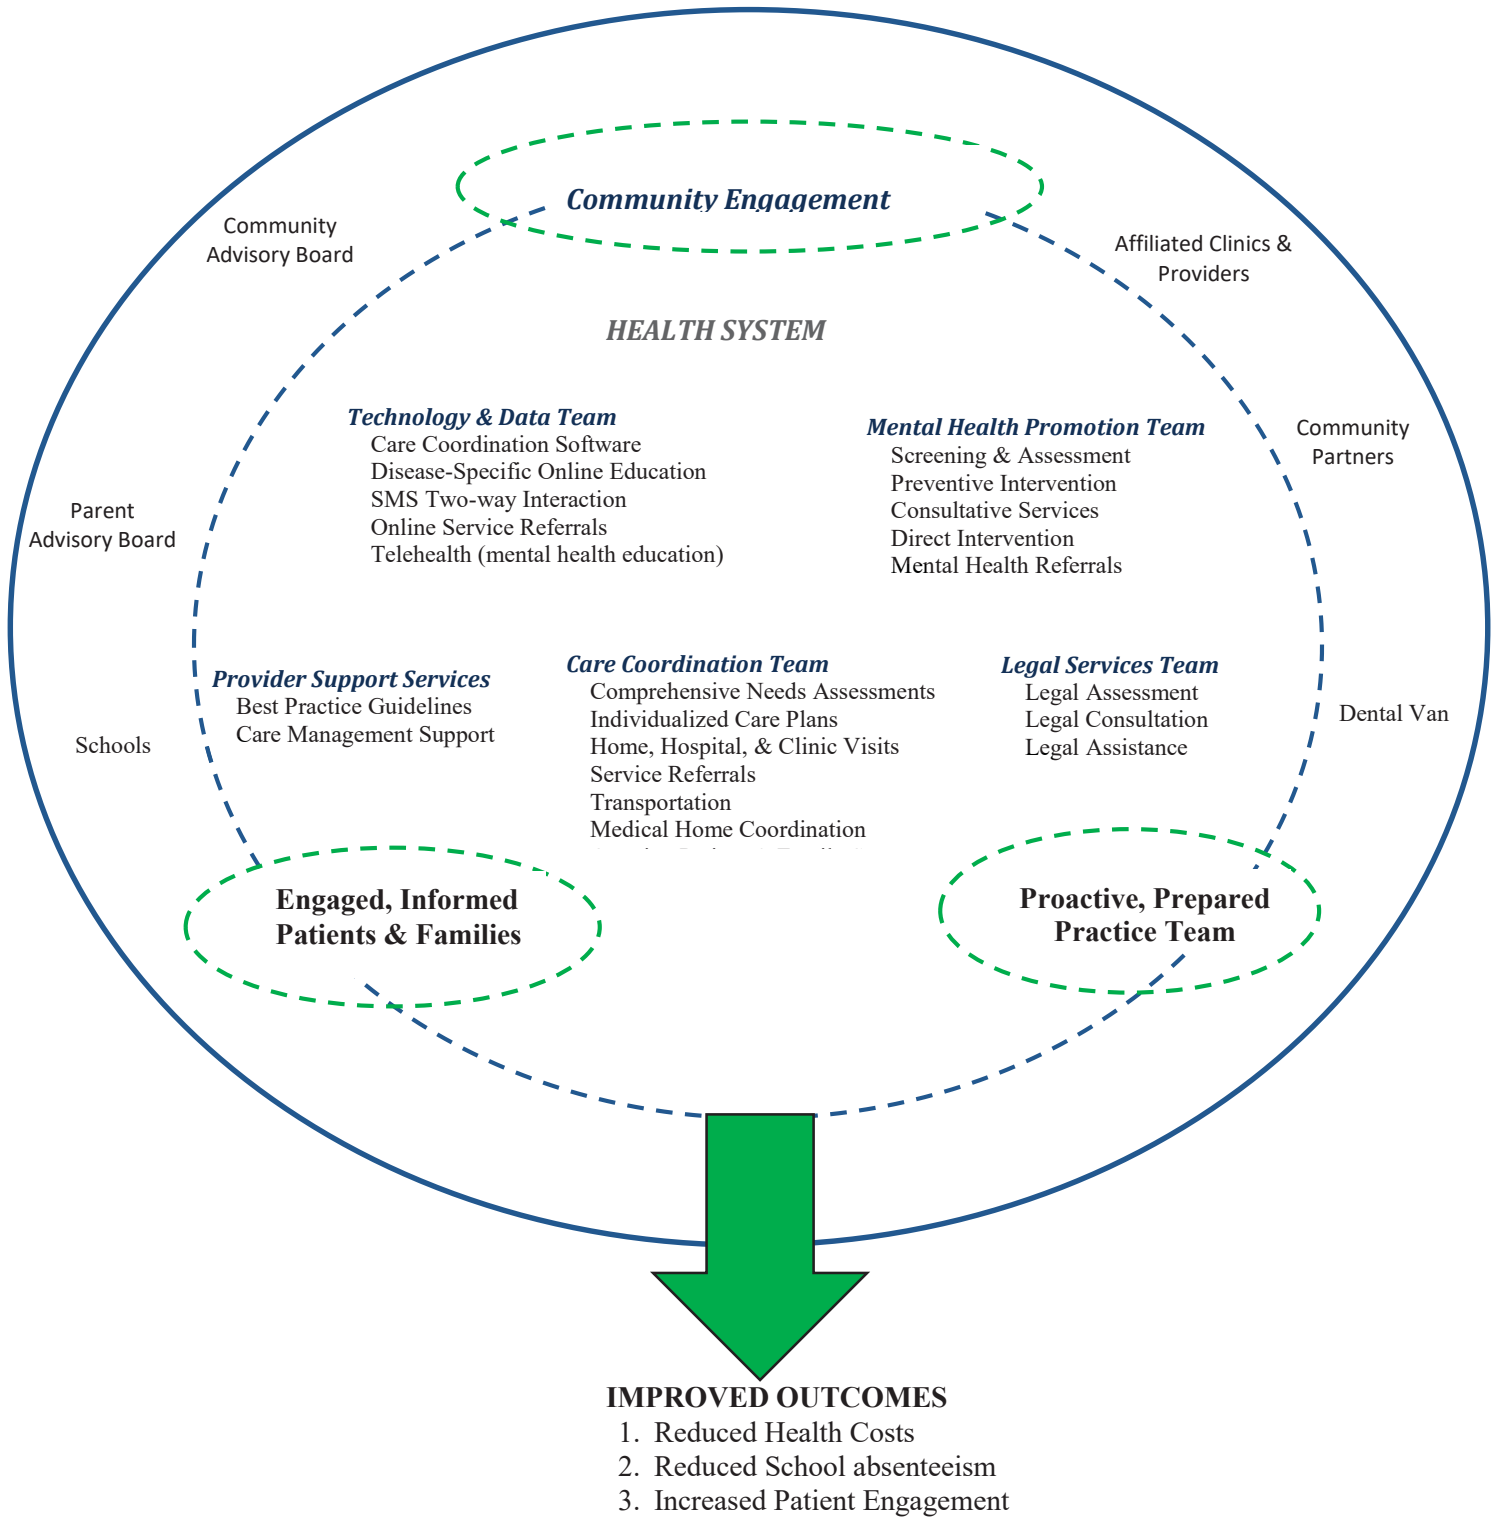 Community Engagement
Community
Advisory Board
Affiliated Clinics &
Providers
HEALTH SYSTEM
Technology & Data Team
Care Coordination Software
Disease-Specific Online Education
SMS Two-way Interaction
Online Service Referrals
Telehealth (mental health education)
Mental Health Promotion Team
Screening & Assessment
Preventive Intervention
Consultative Services
Direct Intervention
Mental Health Referrals
Community
Partners
Parent
Advisory Board
Provider Support Services
Best Practice Guidelines
Care Management Support
Care Coordination Team
Comprehensive Needs Assessments
Individualized Care Plans
Home, Hospital, & Clinic Visits
Service Referrals
Transportation
Medical Home Coordination
Legal Services Team
Legal Assessment
Legal Consultation
Legal Assistance
Dental Van
Schools
Engaged, Informed
Patients & Families
Proactive, Prepared
Practice Team
IMPROVED OUTCOMES
1. Reduced Health Costs
2. Reduced School absenteeism
3. Increased Patient Engagement